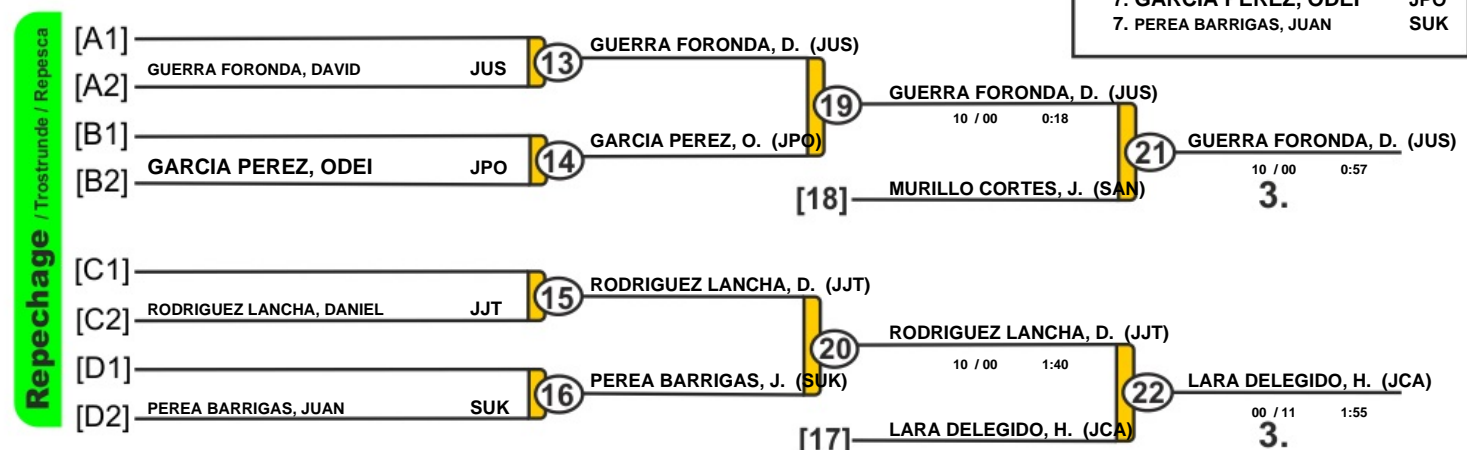 7. GARCIA PEREZ, ODEI JPO
7. PEREA BARRIGAS, JUAN SUK
Repechage / Trostrunde / Repesca
[A1]
GUERRA FORONDA, DAVID JUS
[A2]
13
GUERRA FORONDA, D. (JUS)
[B1]
GARCIA PEREZ, ODEI JPO
[B2]
14
GARCIA PEREZ, O. (JPO)
19
GUERRA FORONDA, D. (JUS)
10 / 00 0:18
[18] MURILLO CORTES, J. (SAN)
21
GUERRA FORONDA, D. (JUS)
10 / 00 0:57
3.
[C1]
RODRIGUEZ LANCHA, DANIEL JJT
[C2]
15
RODRIGUEZ LANCHA, D. (JJT)
[D1]
PEREA BARRIGAS, JUAN SUK
[D2]
16
PEREA BARRIGAS, J. (SUK)
20
RODRIGUEZ LANCHA, D. (JJT)
10 / 00 1:40
[17] LARA DELEGIDO, H. (JCA)
22
LARA DELEGIDO, H. (JCA)
00 / 11 1:55
3.